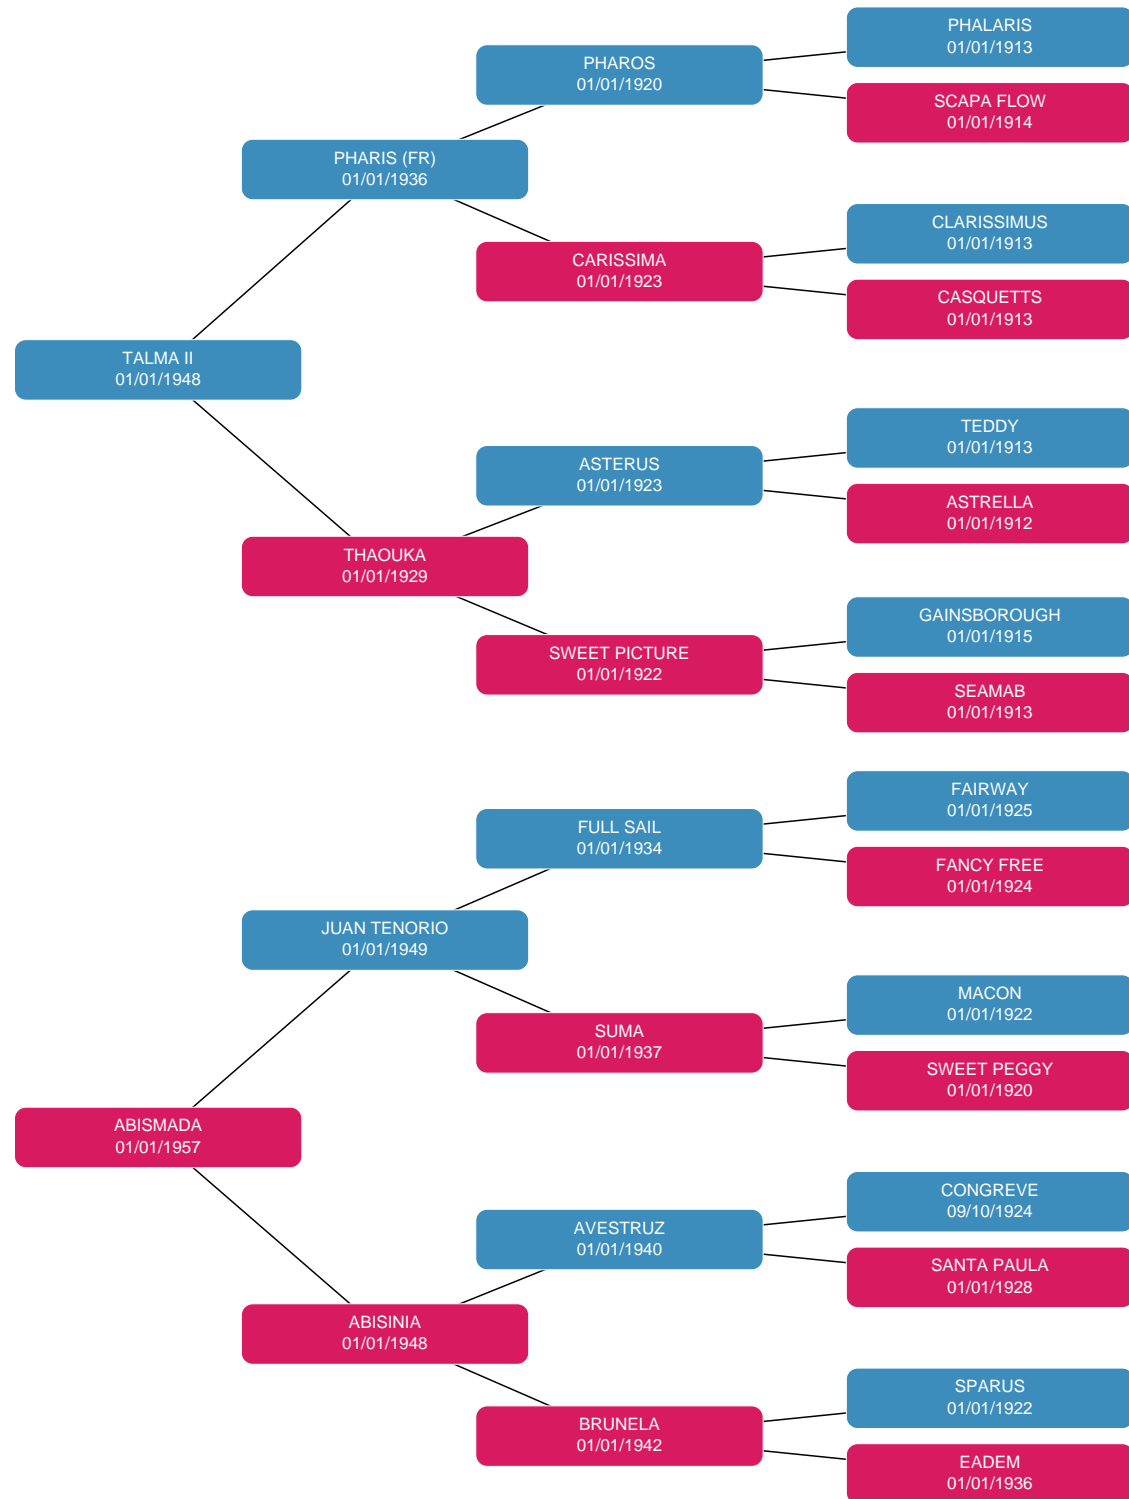 PHALARIS
01/01/1913
PHAROS
01/01/1920
SCAPA FLOW
01/01/1914
PHARIS (FR)
01/01/1936
CLARISSIMUS
01/01/1913
CARISSIMA
01/01/1923
CASQUETTS
01/01/1913
TALMA II
01/01/1948
TEDDY
01/01/1913
ASTERUS
01/01/1923
ASTRELLA
01/01/1912
THAOUKA
01/01/1929
GAINSBOROUGH
01/01/1915
SWEET PICTURE
01/01/1922
SEAMAB
01/01/1913
FAIRWAY
01/01/1925
FULL SAIL
01/01/1934
FANCY FREE
01/01/1924
JUAN TENORIO
01/01/1949
MACON
01/01/1922
SUMA
01/01/1937
SWEET PEGGY
01/01/1920
ABISMADA
01/01/1957
CONGREVE
09/10/1924
AVESTRUZ
01/01/1940
SANTA PAULA
01/01/1928
ABISINIA
01/01/1948
SPARUS
01/01/1922
BRUNELA
01/01/1942
EADEM
01/01/1936